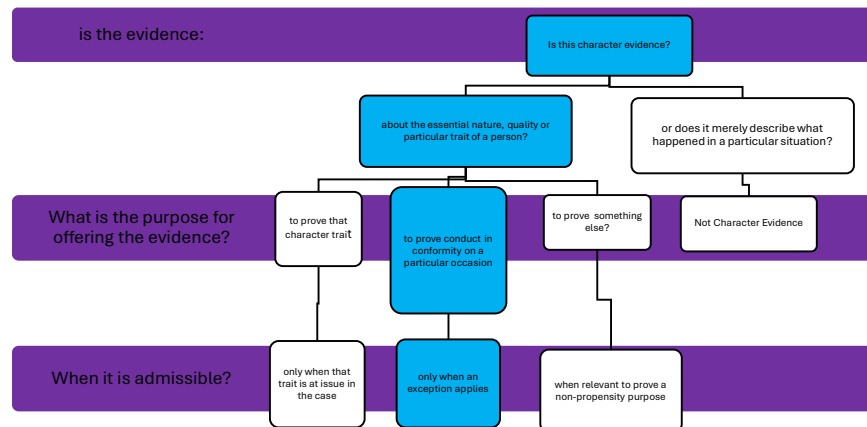 is the evidence:
Is this character evidence?
about the essential nature, quality or
particular trait of a person?
or does it merely describe what
happened in a particular situation?
What is the purpose for
offering the evidence?
to prove that
character trait
to prove conduct in
conformity on a
particular occasion
to prove something
else?
Not Character Evidence
When it is admissible?
only when that
trait is at issue in
the case
only when an
exception applies
when relevant to prove a
non-propensity purpose